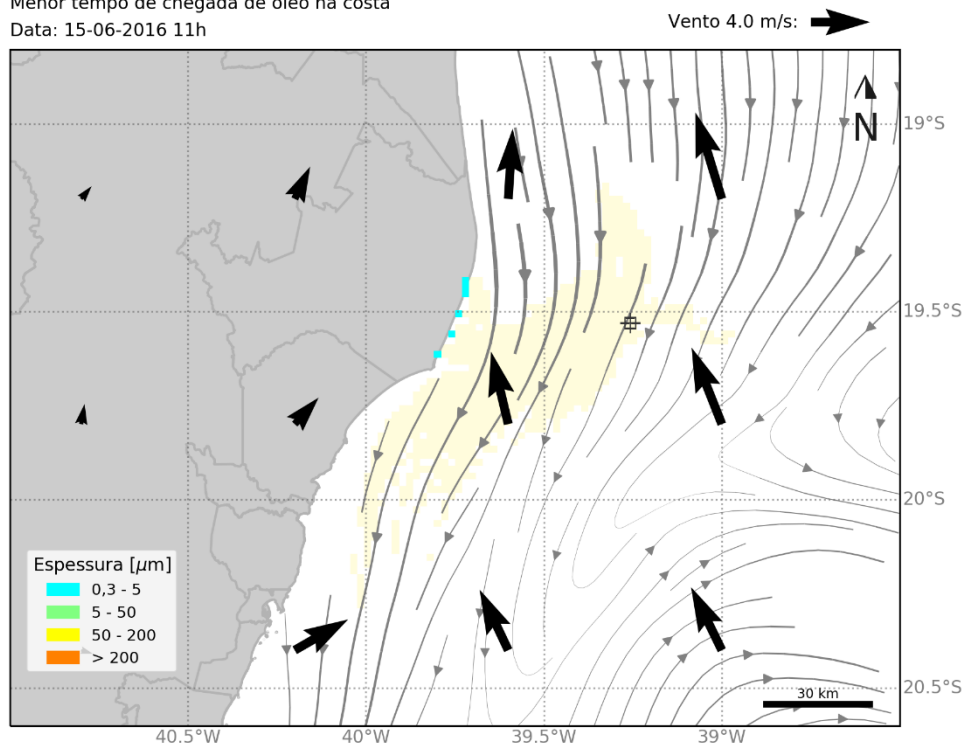 Menor tempo de chegada de óleo na costa
Data: 15-06-2016 11h
Vento 4.0 m/s:
N
19°S
19.5°S
20°S
20.5°S
Espessura [μm]
0,3 - 5
5 - 50
50 - 200
> 200
30 km
40.5°W
40°W
39.5°W
39°W